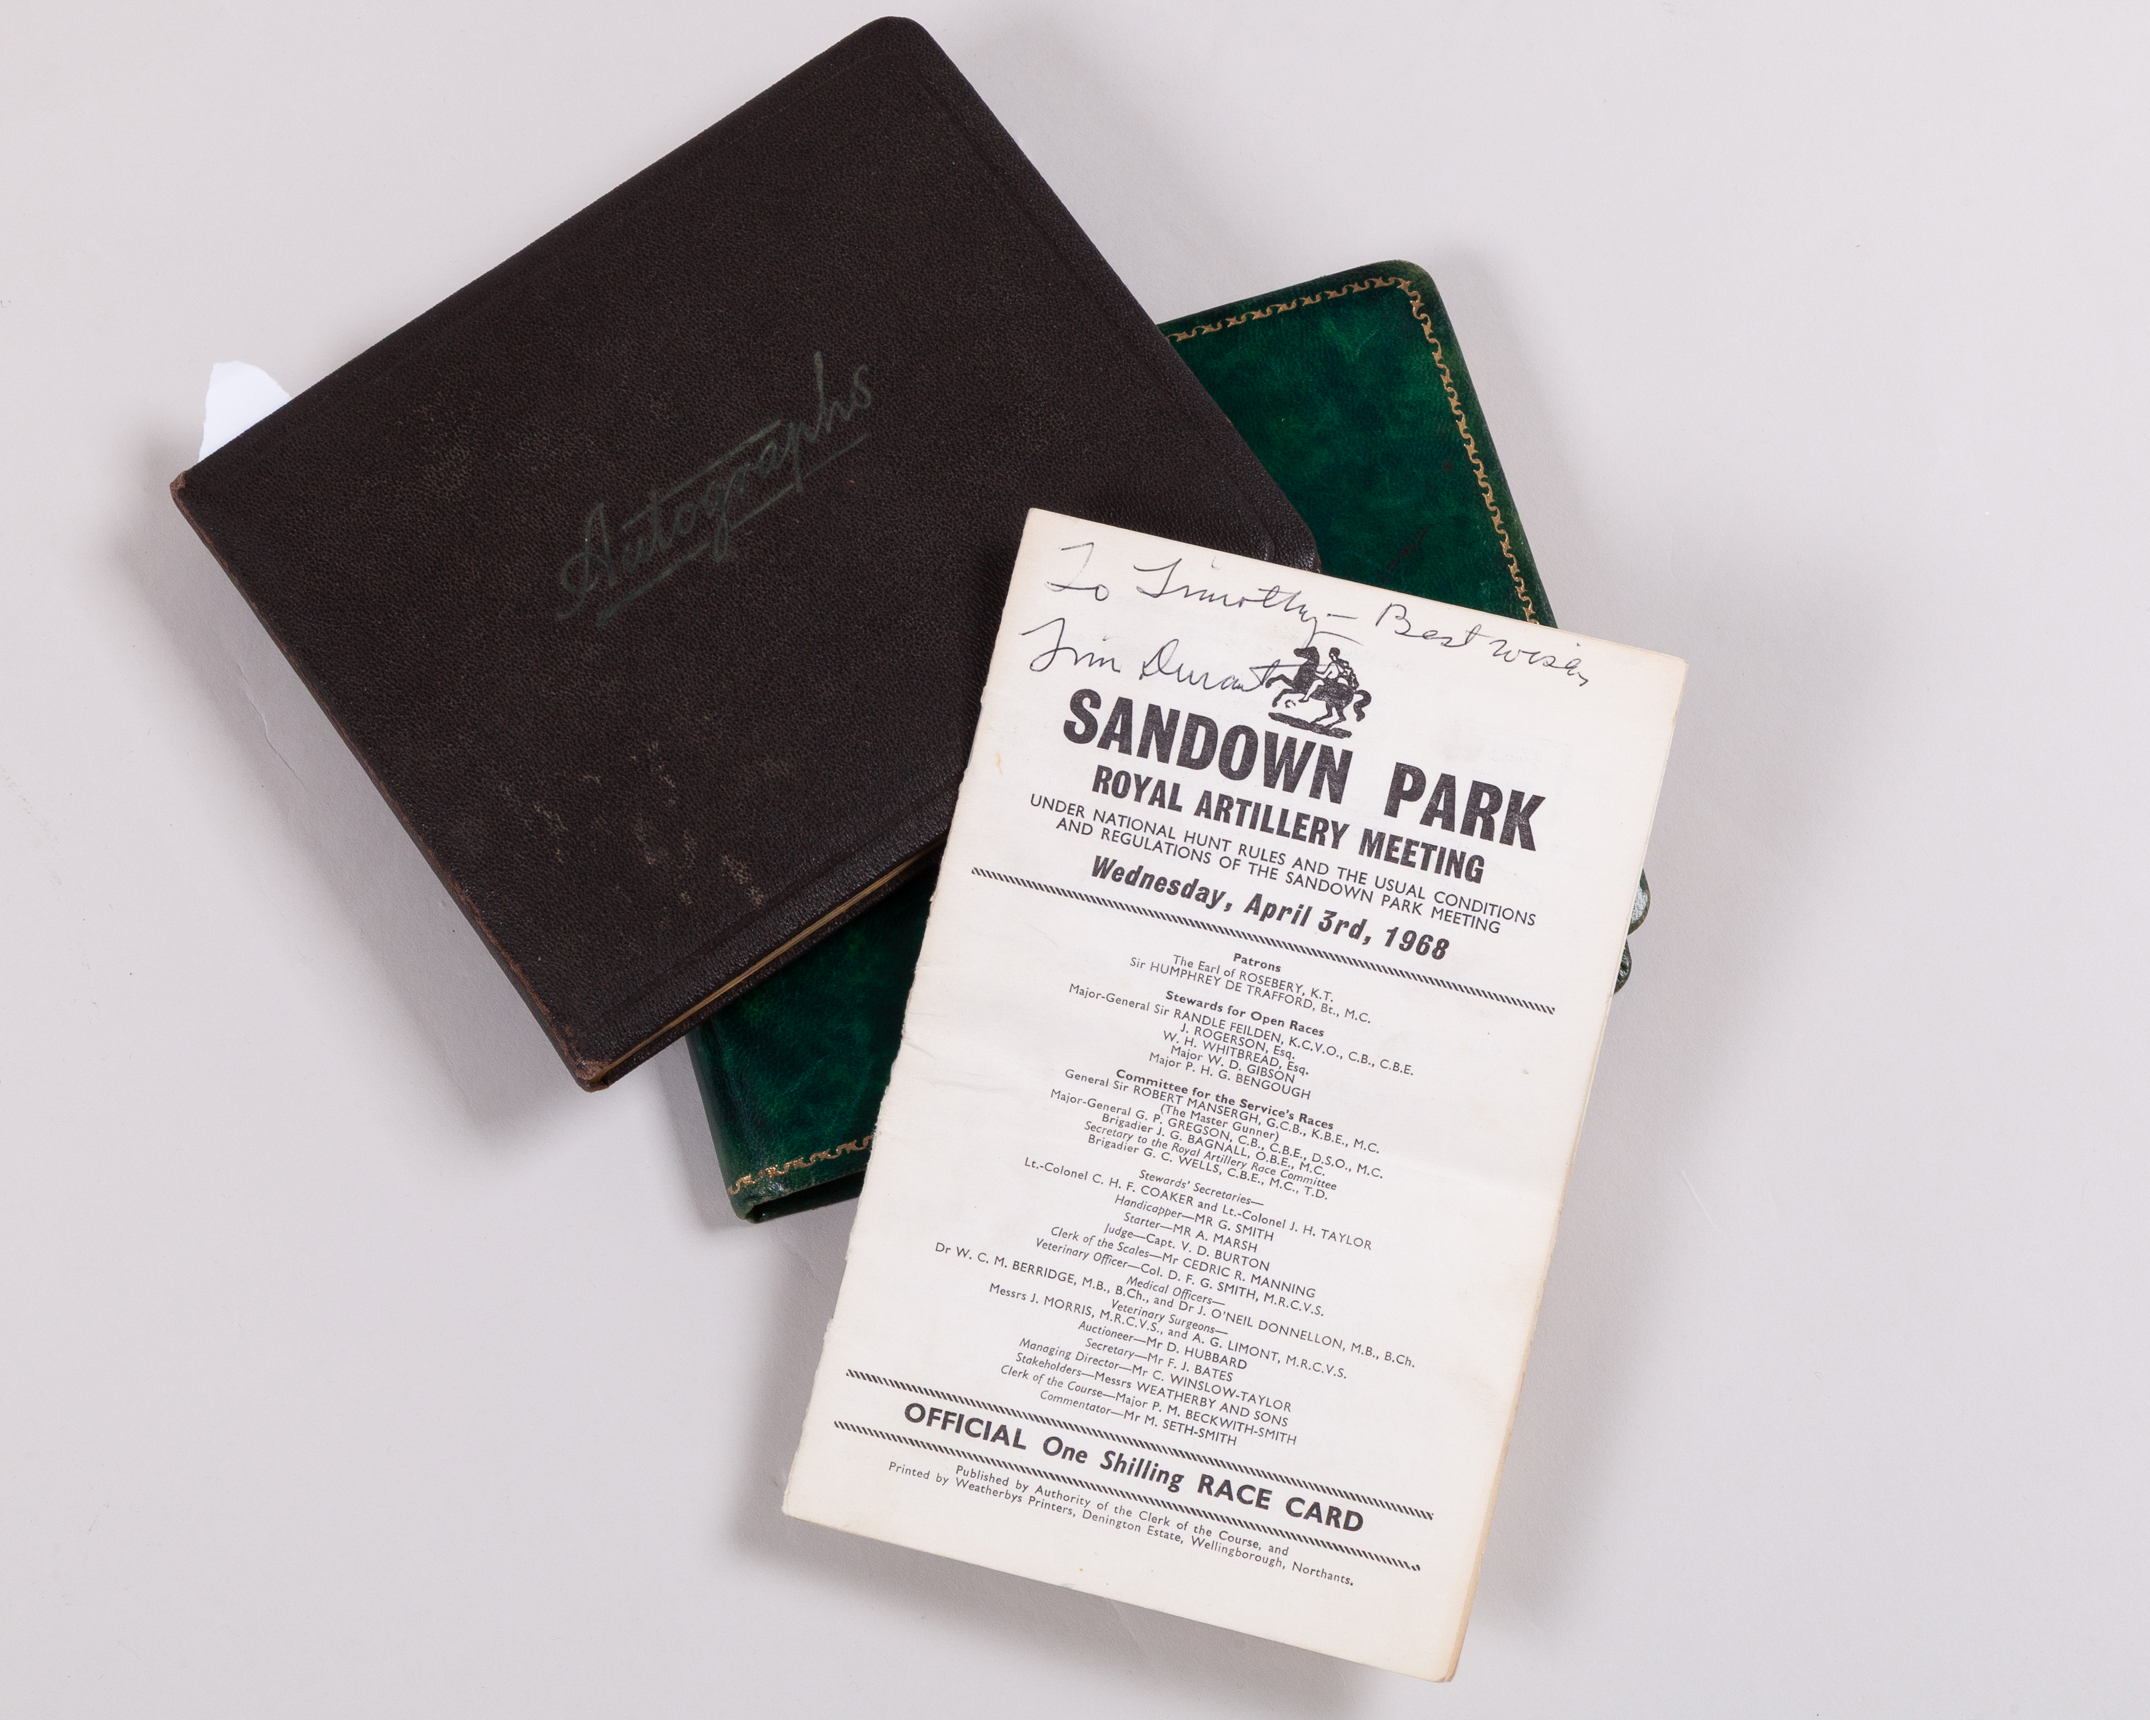 Autographs
To Timothy - Best wishes
Tim Durant
SANDOWN PARK
ROYAL ARTILLERY MEETING
UNDER NATIONAL HUNT RULES AND THE USUAL CONDITIONS
AND REGULATIONS OF THE SANDOWN PARK MEETING
Wednesday, April 3rd, 1968
Patrons
The Earl of ROSEBERY, K.T.
Sir HUMPHREY DE TRAFFORD, Bt., M.C.
Stewards for Open Races
Major-General Sir RANDLE FEILDEN, K.C.V.O., C.B., C.B.E.
J. ROGERSON, Esq.
W. H. WHITBREAD, Esq.
Major W. D. GIBSON
Major P. H. G. BENGOUGH
Committee for the Service's Races
General Sir ROBERT MANSERGH, G.C.B., K.B.E., M.C.
(The Master Gunner)
Major-General G. P. GREGSON, C.B., C.B.E., D.S.O., M.C.
Brigadier J. G. BAGNALL, O.B.E., M.C.
Secretary to the Royal Artillery Race Committee
Brigadier G. C. WELLS, C.B.E., M.C., T.D.
Stewards' Secretaries—
Lt.-Colonel C. H. F. COAKER and Lt.-Colonel J. H. TAYLOR
Handicapper—MR G. SMITH
Starter—MR A. MARSH
Judge—Capt. V. D. BURTON
Clerk of the Scales—Mr CEDRIC R. MANNING
Veterinary Officer—Col. D. F. G. SMITH, M.R.C.V.S.
Medical Officers—
Dr W. C. M. BERRIDGE, M.B., B.Ch., and Dr J. O'NEIL DONNELLON, M.B., B.Ch.
Veterinary Surgeons—
Messrs J. MORRIS, M.R.C.V.S., and A. G. LIMONT, M.R.C.V.S.
Auctioneer—Mr D. HUBBARD
Secretary—Mr F. J. BATES
Managing Director—Mr C. WINSLOW-TAYLOR
Stakeholders—Messrs WEATHERBY AND SONS
Clerk of the Course—Major P. M. BECKWITH-SMITH
Commentator—Mr M. SETH-SMITH
OFFICIAL One Shilling RACE CARD
Published by Authority of the Clerk of the Course, and
Printed by Weatherbys Printers, Denington Estate, Wellingborough, Northants.